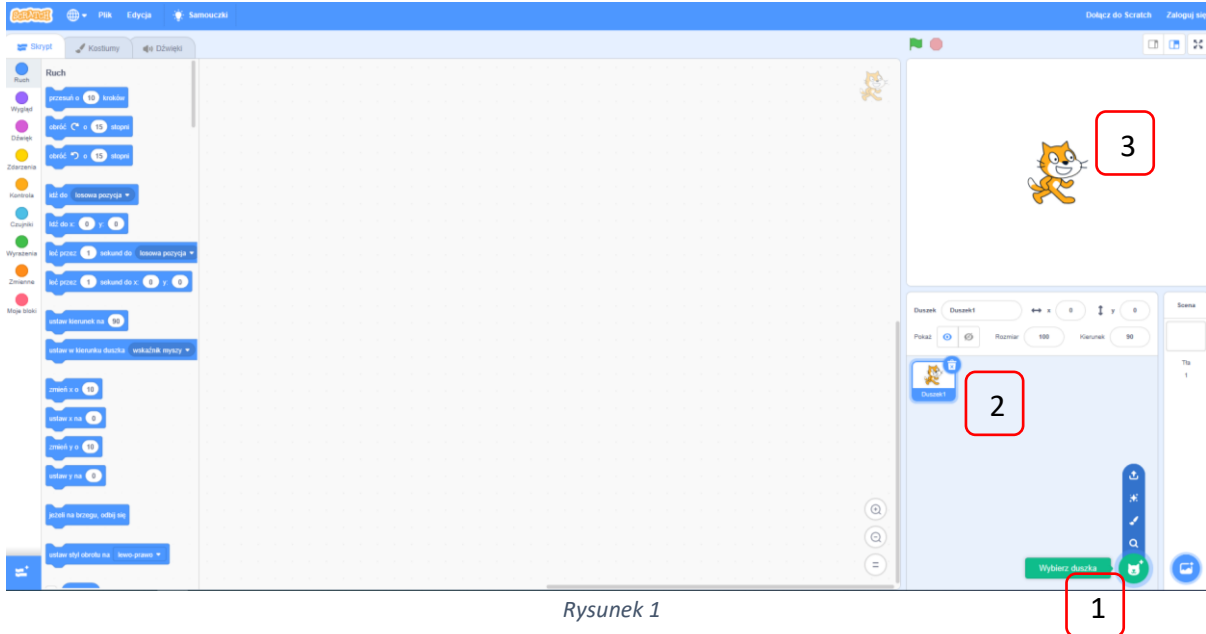 SCRATCH Plik Edycja Samouczki Dołącz do Scratch Zaloguj się
Skrypt Kostiumy Dźwięki
Ruch
Wygląd
Dźwięk
Zdarzenia
Kontrola
Czujniki
Wyrażenia
Zmienne
Moje bloki
Ruch
przesuń o 10 kroków
obróć o 15 stopni
obróć o 15 stopni
idź do losowa pozycja
idź do x: 0 y: 0
leć przez 1 sekund do losowa pozycja
leć przez 1 sekund do x: 0 y: 0
ustaw kierunek na 90
ustaw w kierunku duszka wskaźnik myszy
zmień x o 10
ustaw x na 0
zmień y o 10
ustaw y na 0
jeżeli na brzegu, odbij się
ustaw styl obrotu na lewo-prawo
3
Duszek Duszek1 x 0 y 0
Pokaż Rozmiar 100 Kierunek 90
Duszek1
2
Scena
Tła
1
Wybierz duszka
1
Rysunek 1